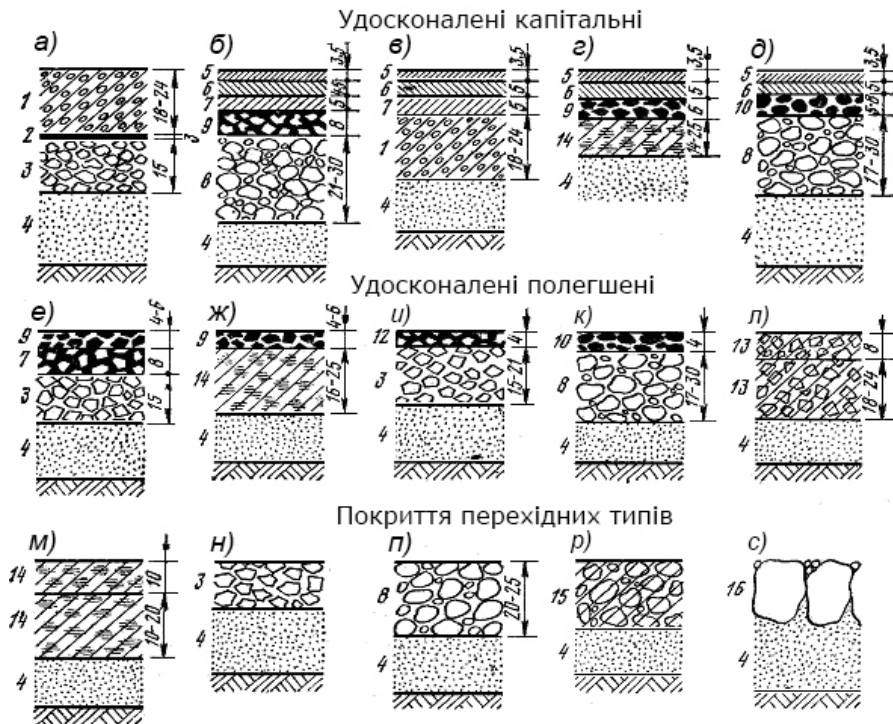 Удосконалені капітальні
а) б) в) г) д)
1 2 3 4 18-24 3 15
5 6 7 9 8 4 3,5 4-5 5 8 21-30
5 6 7 1 4 3,5 5 5 18-24
5 6 9 14 4 3,5 5 5 14-25
5 6 10 8 4 3,5 5 6-8 17-30
Удосконалені полегшені
е) ж) и) к) л)
9 7 3 4 4-6 8 15
9 14 4 4-6 16-25
12 3 4 4 15-21
10 8 4 4 17-30
13 13 4 8 18-24
Покриття перехідних типів
м) н) п) р) с)
14 14 4 10 10-20
3 4
8 4 20-25
15 4
16 4